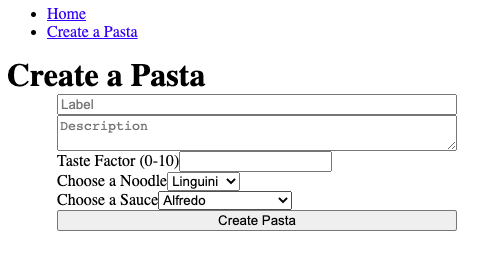 Home
Create a Pasta
Create a Pasta
Label
Description
Taste Factor (0-10)
Choose a Noodle Linguini
Choose a Sauce Alfredo
Create Pasta